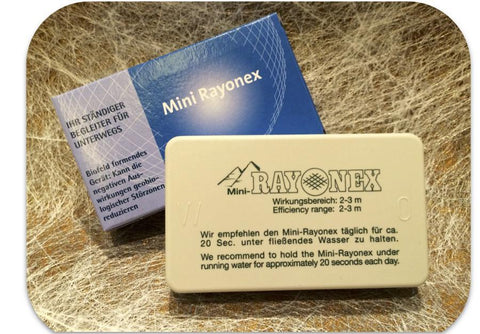 Mini Rayonex
IHR STÄNDIGER
BEGLEITER FÜR
UNTERWEGS
Biofeld formendes
Gerät: Kann die
negativen Aus-
wirkungen geobio-
logischer Störzonen
reduzieren
Mini-RAYONEX
Wirkungsbereich: 2-3 m
Efficiency range: 2-3 m
Wir empfehlen den Mini-Rayonex täglich für ca.
20 Sec. unter fließendes Wasser zu halten.
We recommend to hold the Mini-Rayonex under
running water for approximately 20 seconds each day.